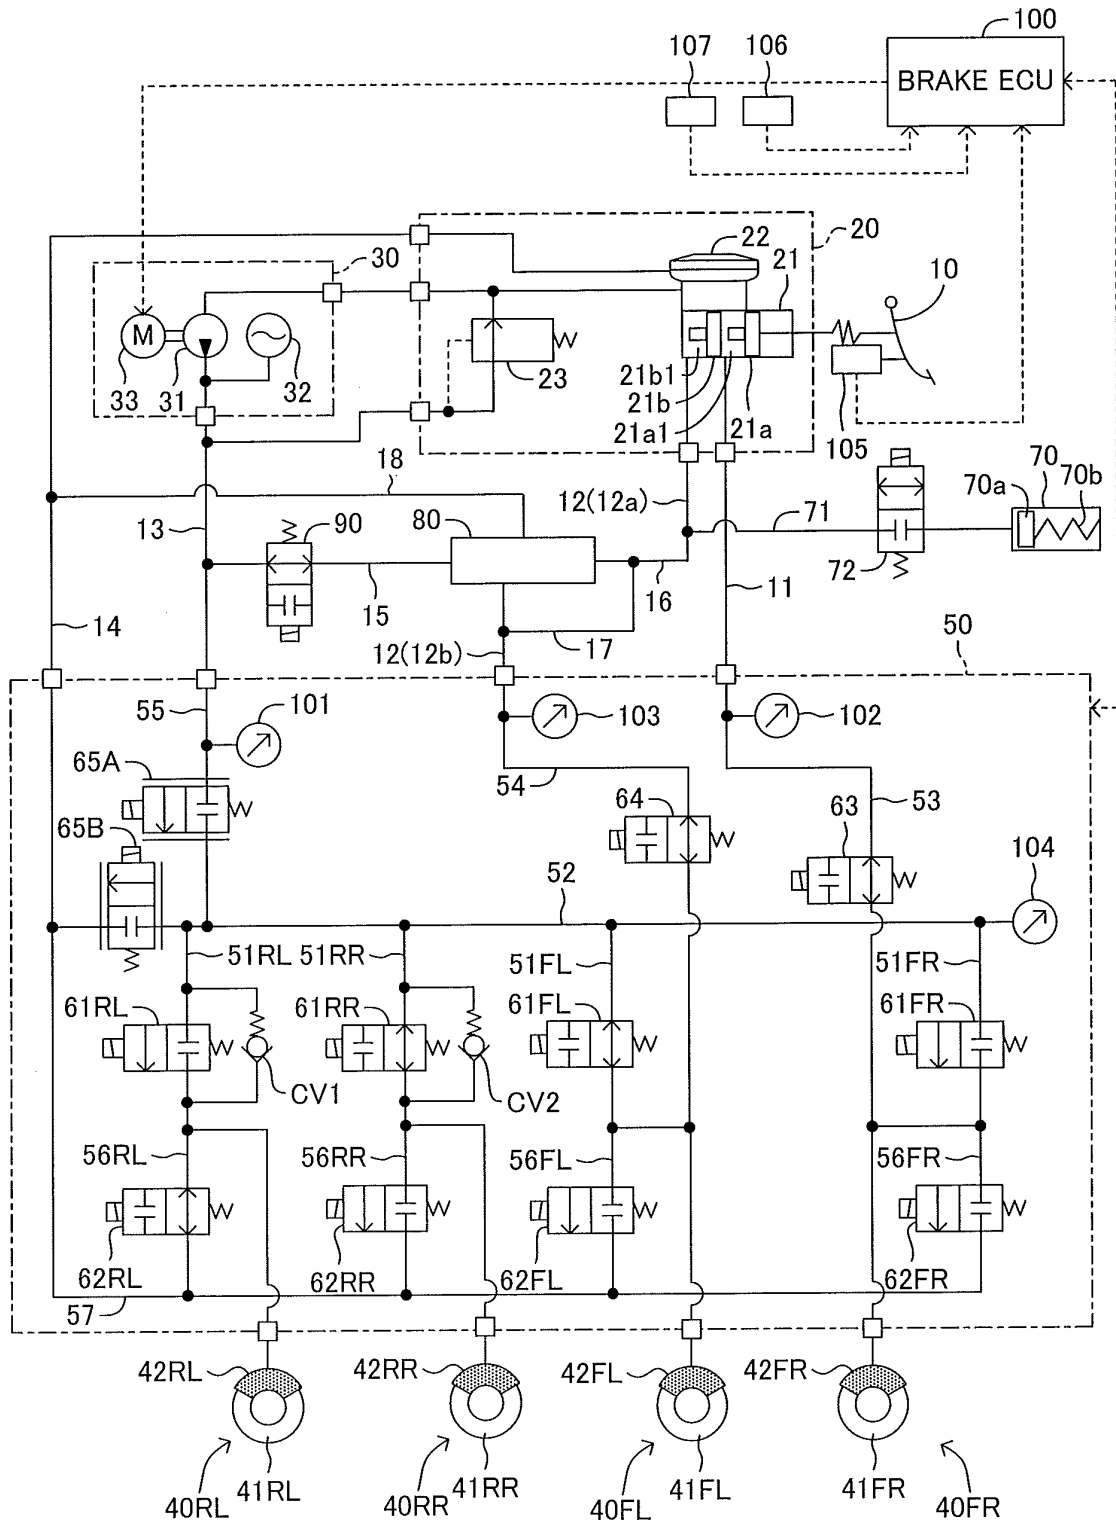 107 106 100
BRAKE ECU
22 20
30 21 10
M
33 31 32 23 21b1
21b
21a1 21a 105
18 12(12a) 70a 70 70b
13 90 80 71
72
14 15 16 11
17 50
12(12b)
55 101 103 102
65A 54 64 53
65B 63
52 104
51RL 51RR 51FL 51FR
61RL 61RR 61FL 61FR
CV1 CV2
56RL 56RR 56FL 56FR
62RL 62RR 62FL 62FR
57
42RL 42RR 42FL 42FR
41RL 41RR 41FL 41FR
40RL 40RR 40FL 40FR